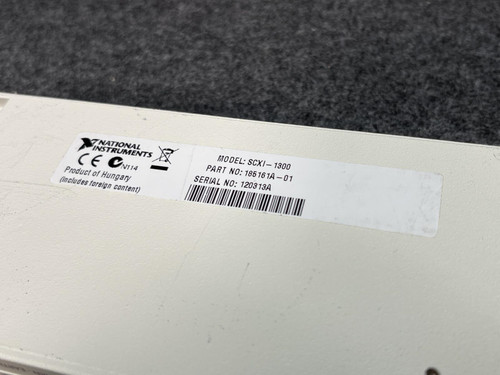 NATIONAL
INSTRUMENTS
CE N114
Product of Hungary
(includes foreign content)
MODEL: SCXI-1300
PART NO: 185161A-01
SERIAL NO: 120313A